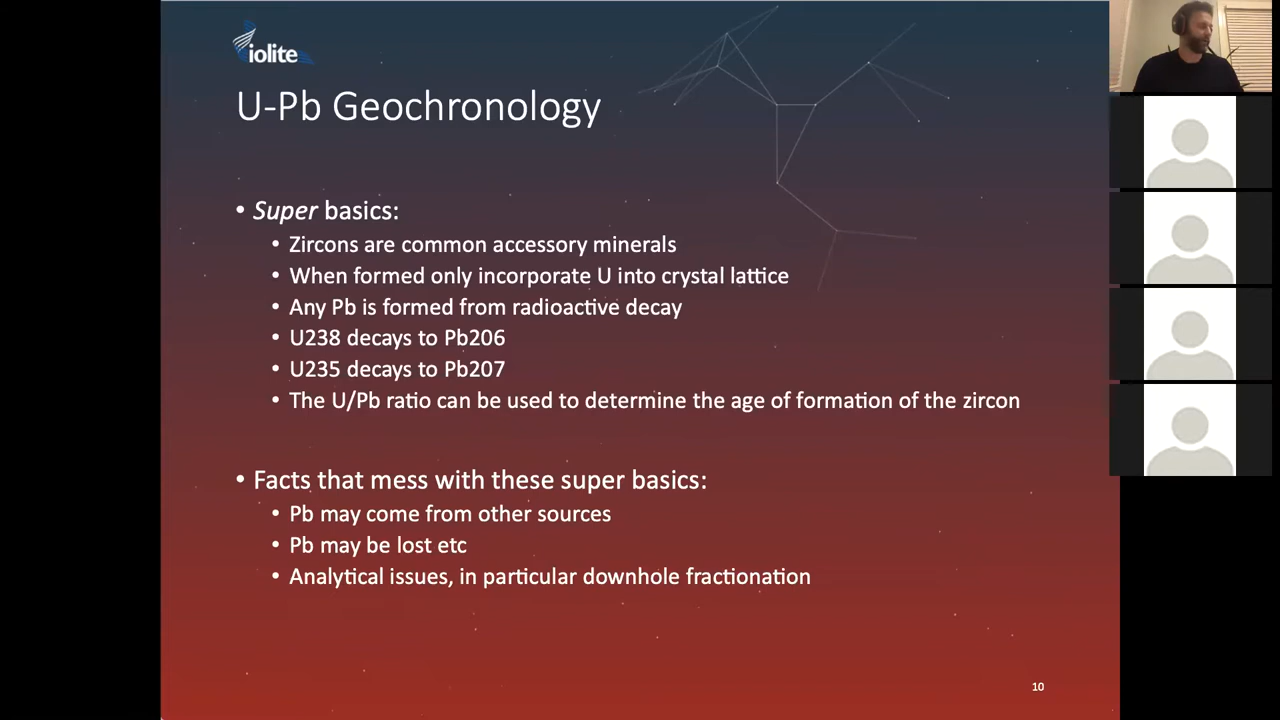 iolite
U-Pb Geochronology
• Super basics:
• Zircons are common accessory minerals
• When formed only incorporate U into crystal lattice
• Any Pb is formed from radioactive decay
• U238 decays to Pb206
• U235 decays to Pb207
• The U/Pb ratio can be used to determine the age of formation of the zircon
• Facts that mess with these super basics:
• Pb may come from other sources
• Pb may be lost etc
• Analytical issues, in particular downhole fractionation
10